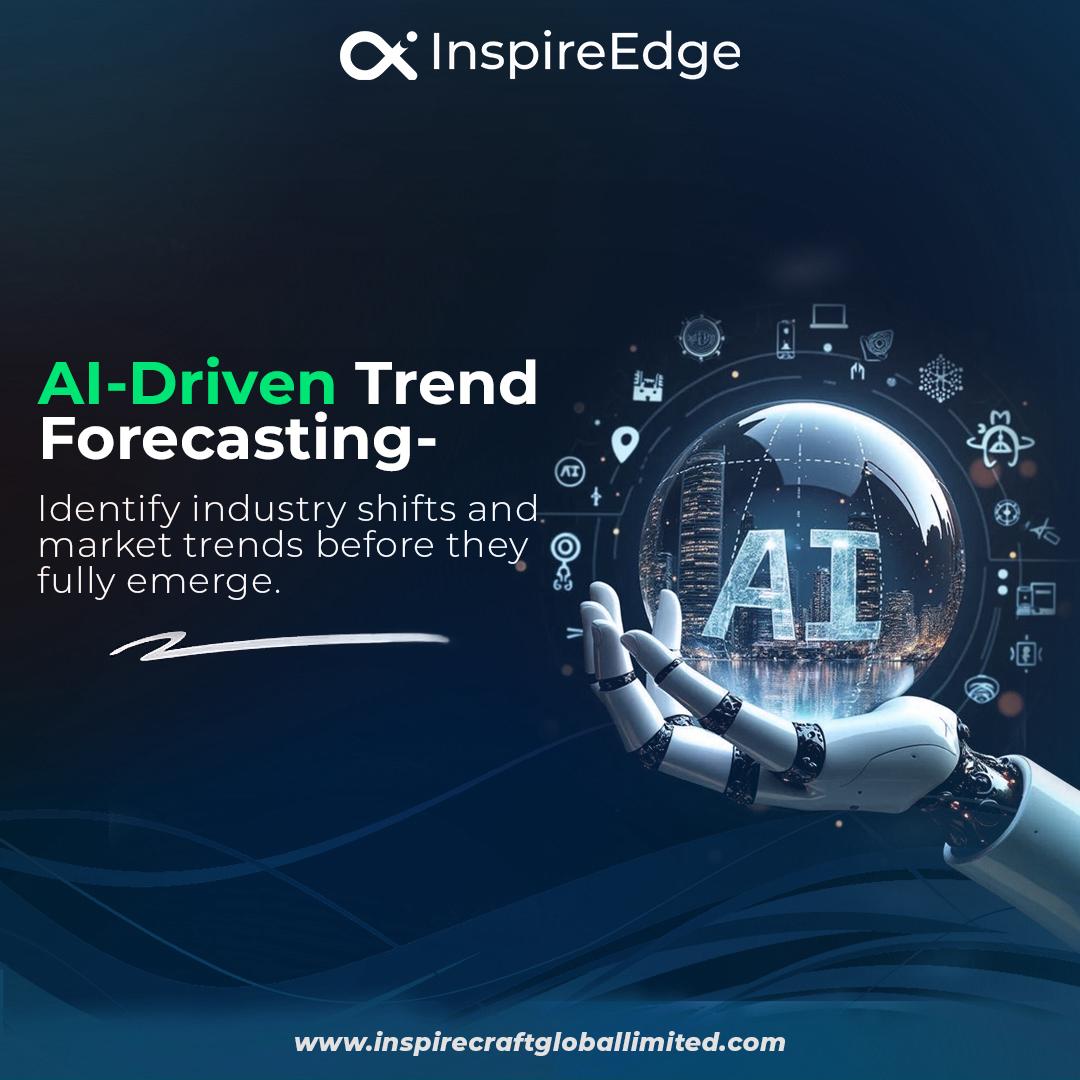 InspireEdge
AI-Driven Trend
Forecasting-
Identify industry shifts and
market trends before they
fully emerge.
AI
AI
www.inspirecraftgloballimited.com